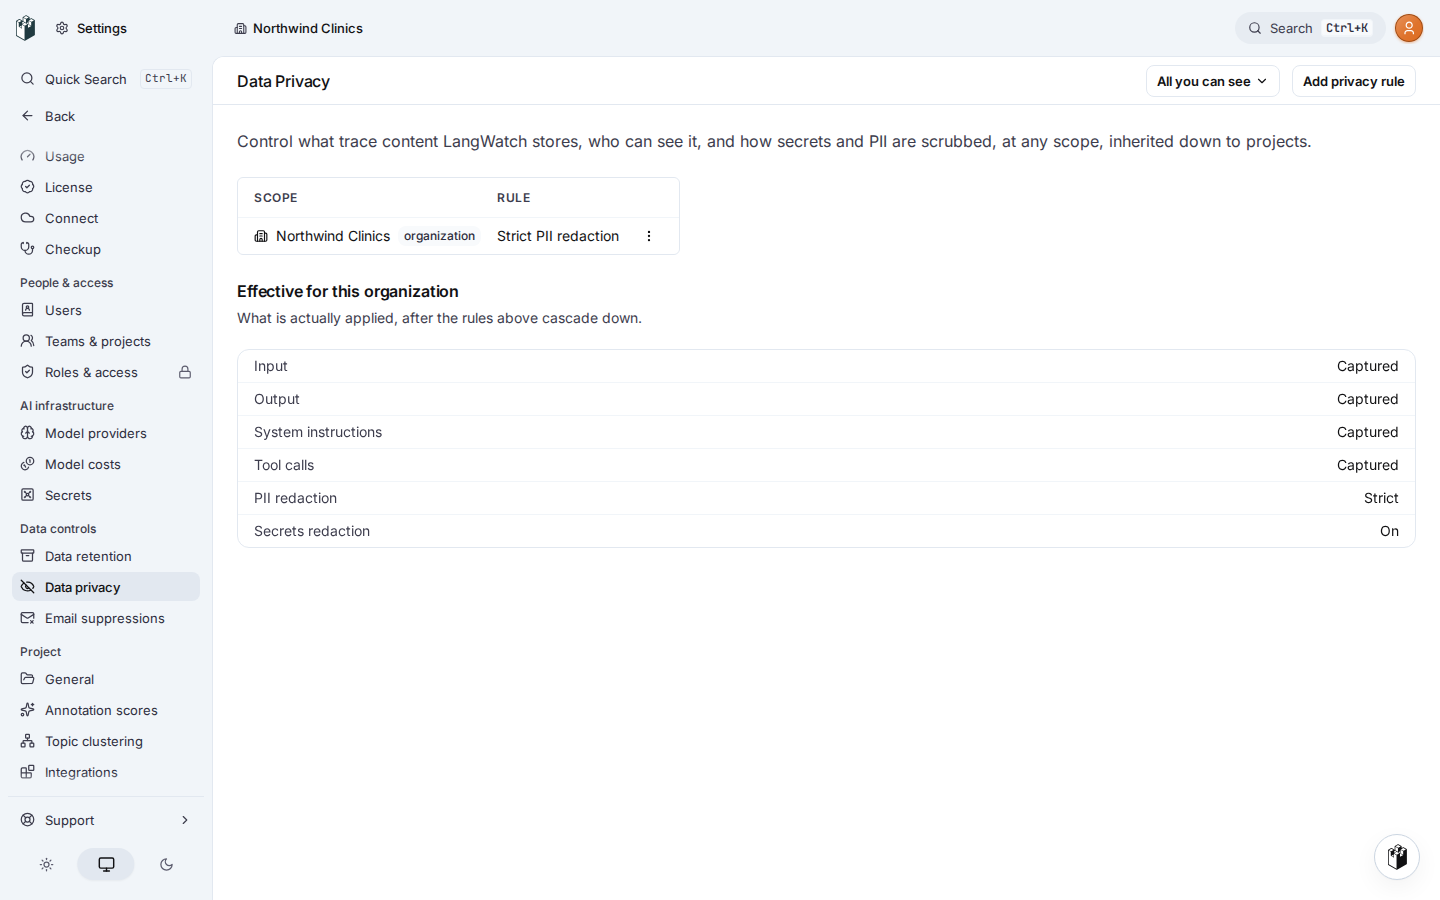 Settings
Northwind Clinics
Search Ctrl+K
Quick Search Ctrl+K
Back
Usage
License
Connect
Checkup
People & access
Users
Teams & projects
Roles & access
AI infrastructure
Model providers
Model costs
Secrets
Data controls
Data retention
Data privacy
Email suppressions
Project
General
Annotation scores
Topic clustering
Integrations
Support
Data Privacy
All you can see
Add privacy rule
Control what trace content LangWatch stores, who can see it, and how secrets and PII are scrubbed, at any scope, inherited down to projects.
SCOPE RULE
Northwind Clinics organization Strict PII redaction
Effective for this organization
What is actually applied, after the rules above cascade down.
Input Captured
Output Captured
System instructions Captured
Tool calls Captured
PII redaction Strict
Secrets redaction On